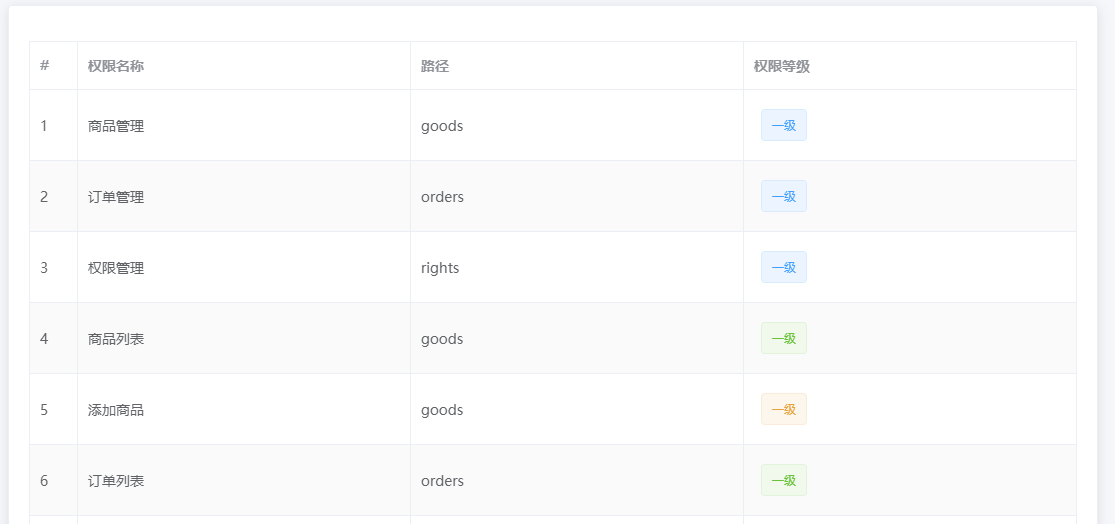 # 权限名称 路径 权限等级
1 商品管理 goods 一级
2 订单管理 orders 一级
3 权限管理 rights 一级
4 商品列表 goods 一级
5 添加商品 goods 一级
6 订单列表 orders 一级